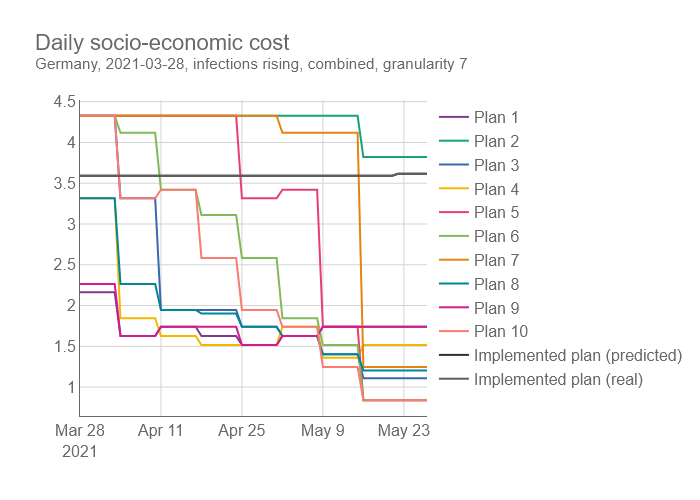 Daily socio-economic cost
Germany, 2021-03-28, infections rising, combined, granularity 7
4.5
4
3.5
3
2.5
2
1.5
1
Mar 28
2021
Apr 11
Apr 25
May 9
May 23
Plan 1
Plan 2
Plan 3
Plan 4
Plan 5
Plan 6
Plan 7
Plan 8
Plan 9
Plan 10
Implemented plan (predicted)
Implemented plan (real)